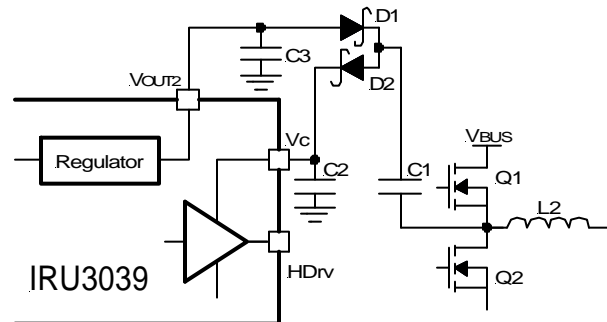 D1
C3
D2
VOUT2
Regulator
Vc
C2
C1
VBUS
Q1
L2
HDrv
Q2
IRU3039